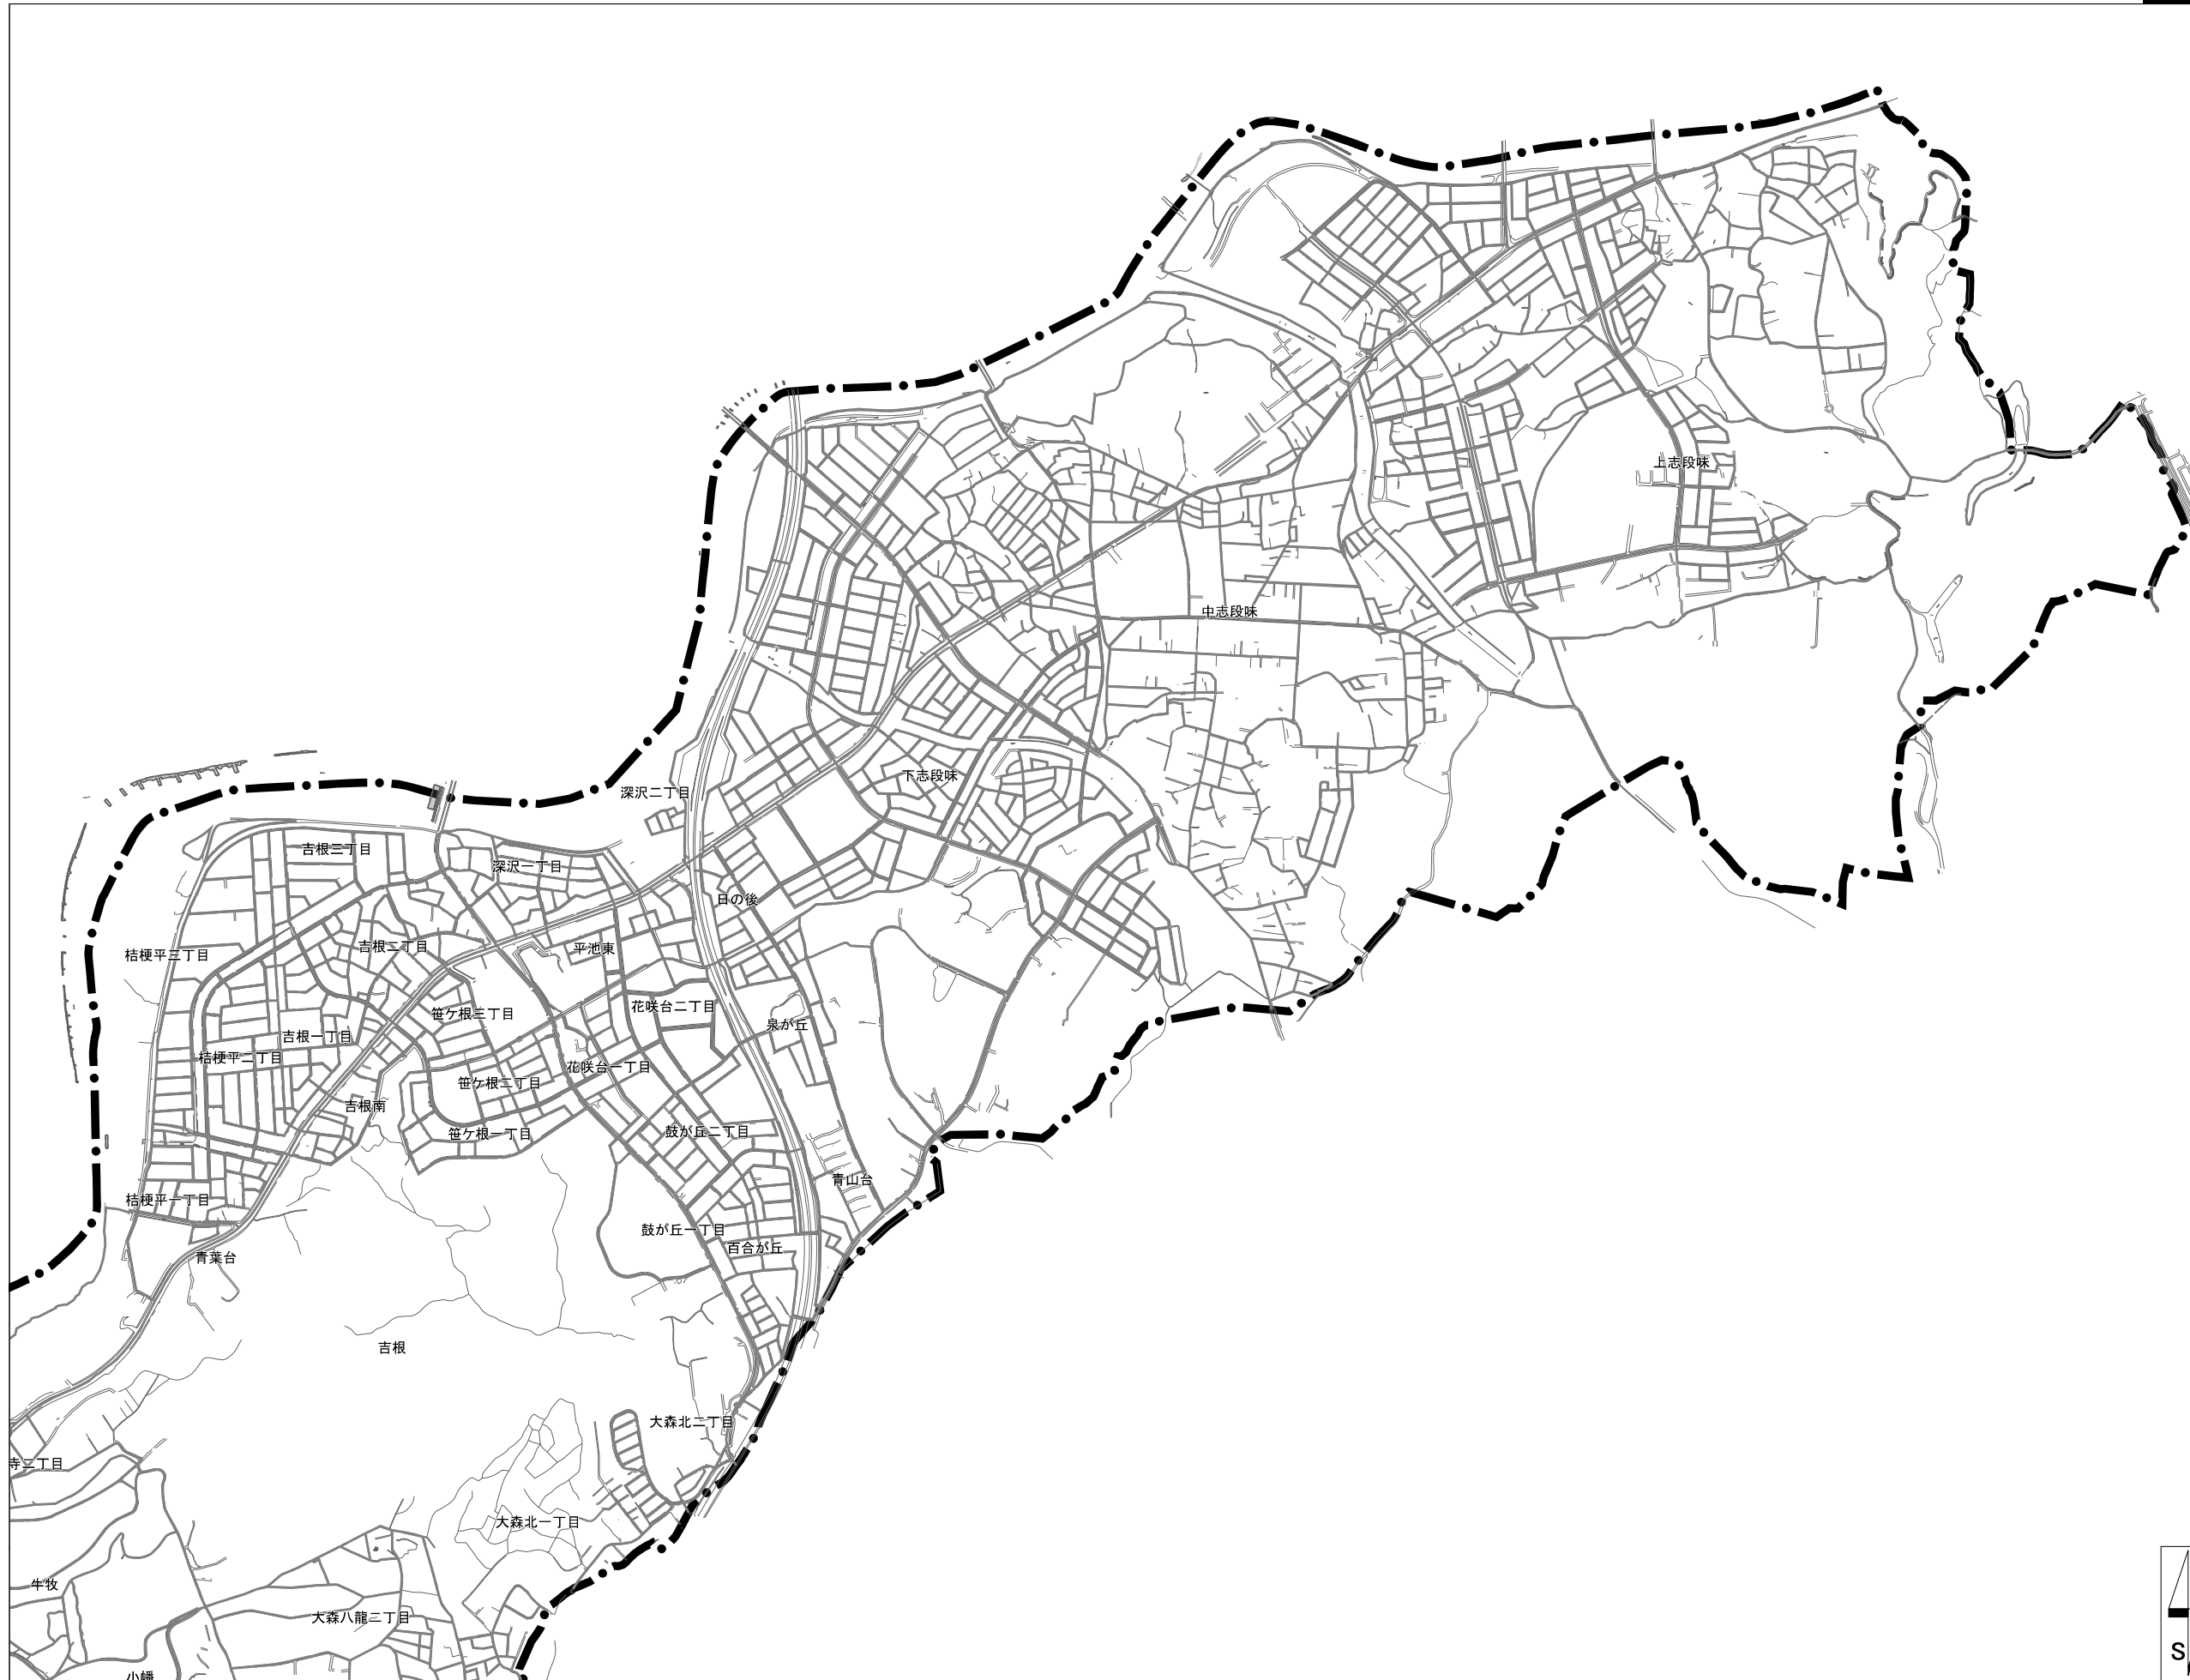 上志段味
中志段味
下志段味
深沢二丁目
吉根三丁目
深沢一丁目
日の後
吉根二丁目
平池東
桔梗平三丁目
花咲台二丁目
笹ケ根三丁目
泉が丘
吉根一丁目
桔梗平二丁目
花咲台一丁目
笹ケ根二丁目
吉根南
鼓が丘二丁目
笹ケ根一丁目
青山台
桔梗平一丁目
鼓が丘一丁目
百合が丘
青葉台
吉根
大森北二丁目
寺二丁目
大森北一丁目
牛牧
大森八龍二丁目
S
小幡